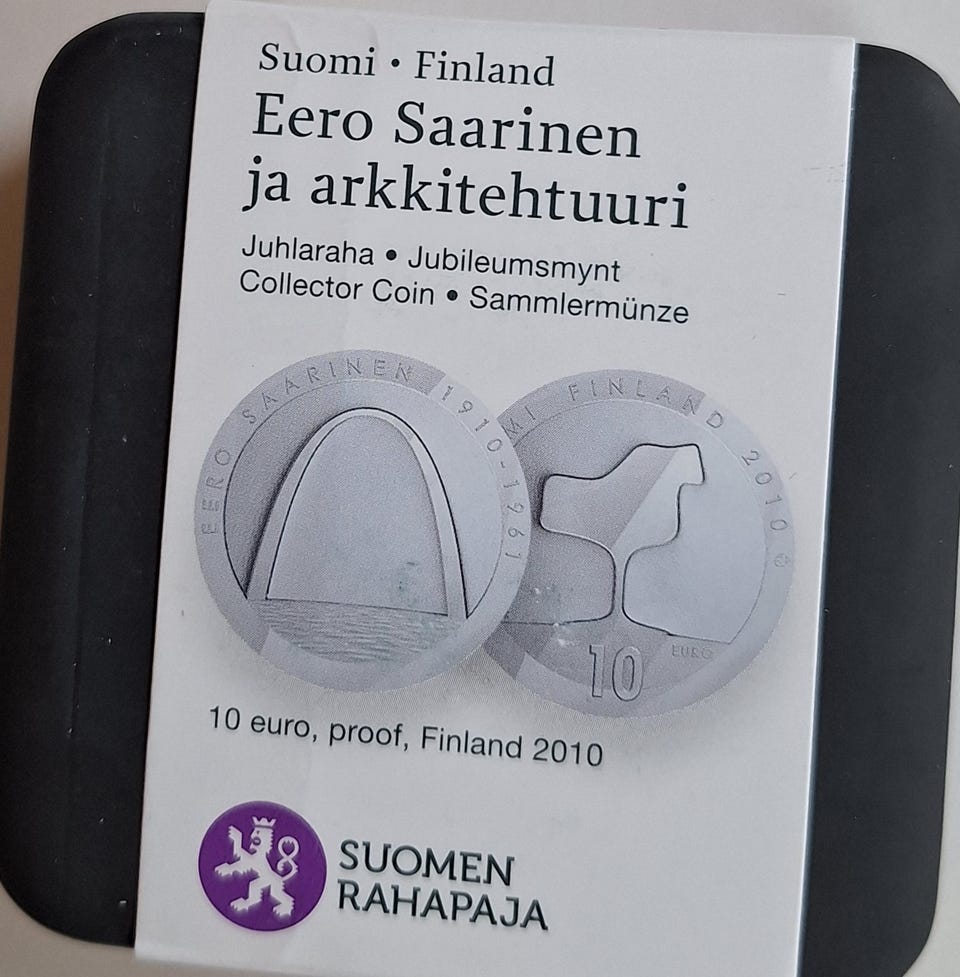 Suomi • Finland
Eero Saarinen
ja arkkitehtuuri
Juhlaraha • Jubileumsmynt
Collector Coin • Sammlermünze
EERO SAARINEN 1910-1961
MI FINLAND 2010
10 EURO
10 euro, proof, Finland 2010
SUOMEN
RAHAPAJA